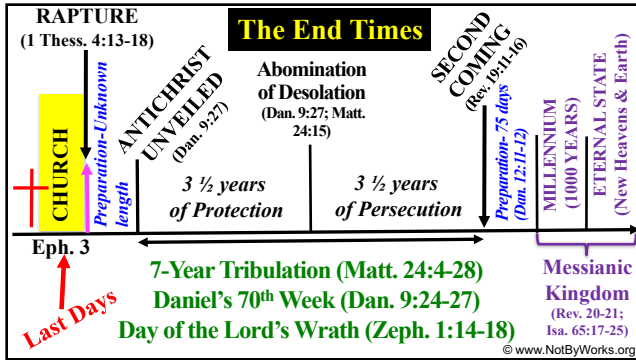 RAPTURE
(1 Thess. 4:13-18)
The End Times
CHURCH
Preparation-Unknown
length
ANTICHRIST
UNVEILED
(Dan. 9:27)
Abomination
of Desolation
(Dan. 9:27; Matt.
24:15)
SECOND
COMING
(Rev. 19:11-16)
Preparation- 75 days
(Dan. 12:11-12)
MILLENNIUM
(1000 YEARS)
ETERNAL STATE
(New Heavens & Earth)
3 ½ years
of Protection
3 ½ years
of Persecution
Eph. 3
Last Days
7-Year Tribulation (Matt. 24:4-28)
Daniel's 70th Week (Dan. 9:24-27)
Day of the Lord's Wrath (Zeph. 1:14-18)
Messianic
Kingdom
(Rev. 20-21;
Isa. 65:17-25)
© www.NotByWorks.org